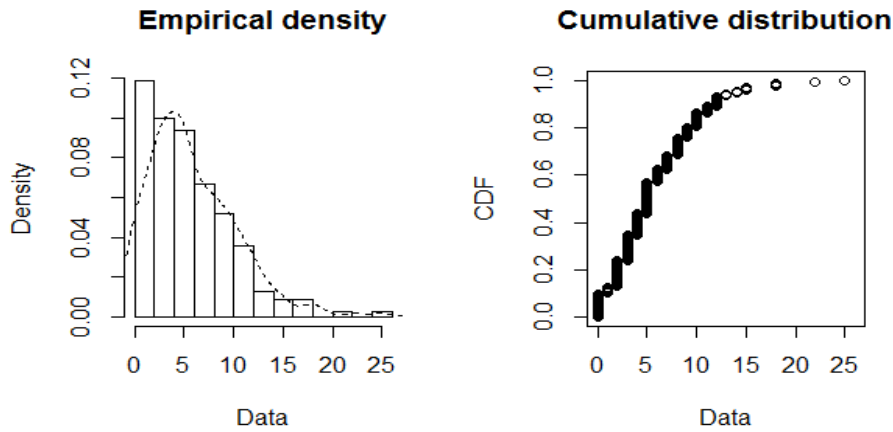 Empirical density
Cumulative distribution
Density
0.00
0.04
0.08
0.12
0 5 10 15 20 25
Data
CDF
0.0 0.2 0.4 0.6 0.8 1.0
0 5 10 15 20 25
Data